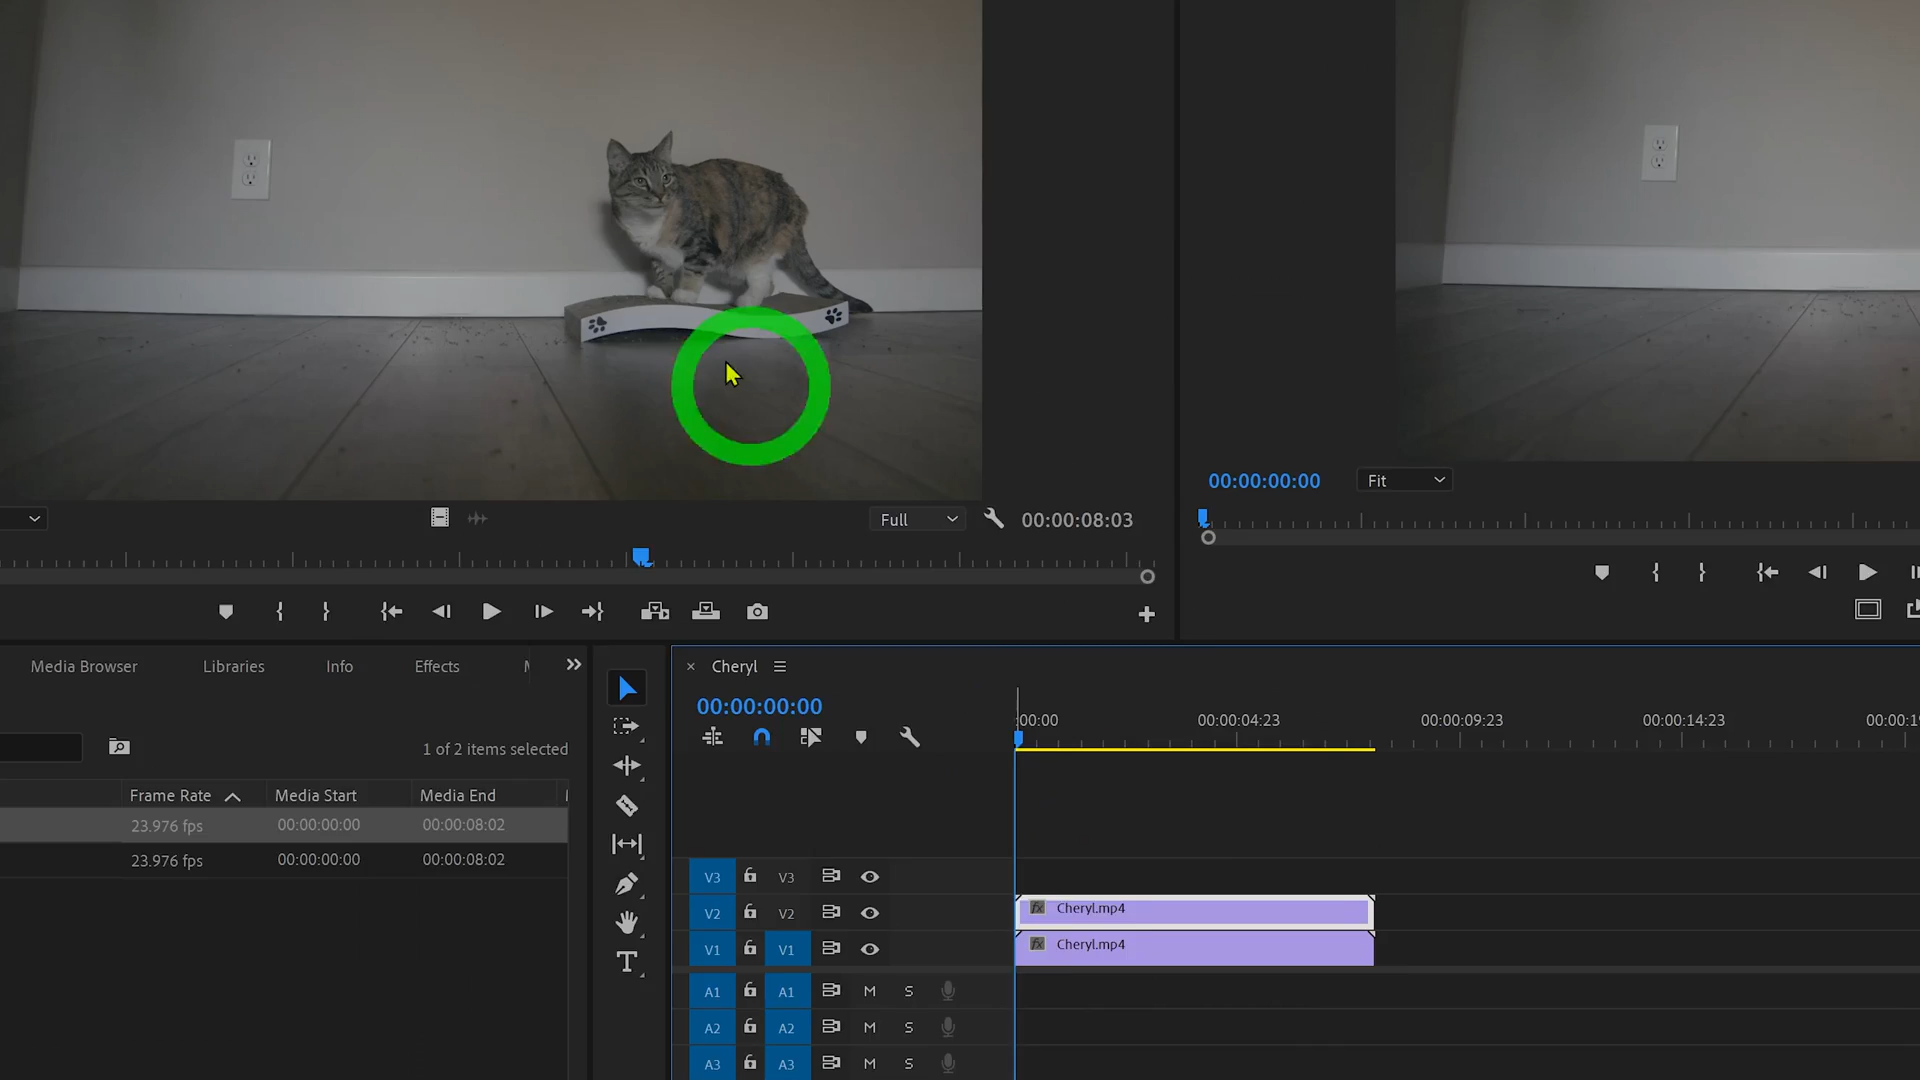 Full
00:00:08:03
00:00:00:00
Fit
Media Browser
Libraries
Info
Effects
Cheryl
00:00:00:00
:00:00
00:00:04:23
00:00:09:23
00:00:14:23
00:00:19
1 of 2 items selected
Frame Rate
Media Start
Media End
23.976 fps
00:00:00:00
00:00:08:02
23.976 fps
00:00:00:00
00:00:08:02
V3
V3
V2
V2
Cheryl.mp4
V1
V1
Cheryl.mp4
A1
A1
M
S
A2
A2
M
S
A3
A3
M
S